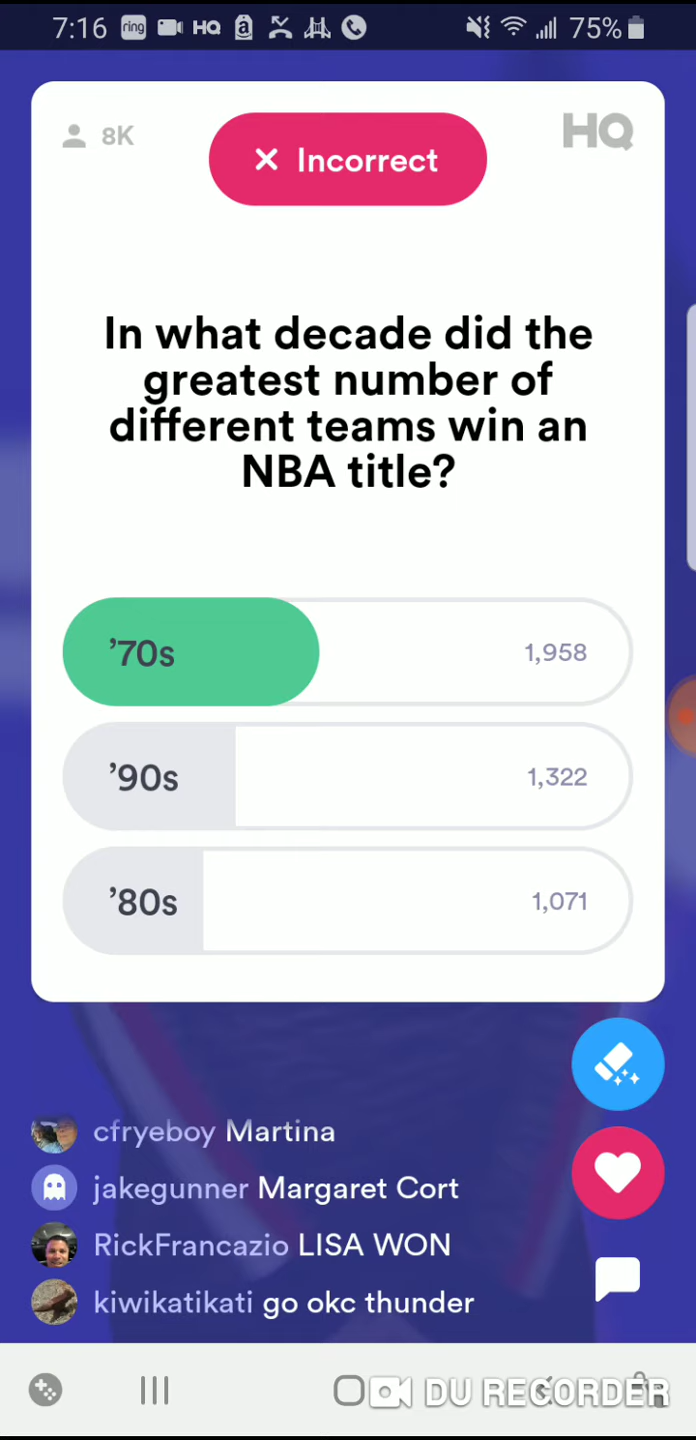 7:16 ring HQ a 75%
8K × Incorrect HQ
In what decade did the
greatest number of
different teams win an
NBA title?
’70s 1,958
’90s 1,322
’80s 1,071
cfryeboy Martina
jakegunner Margaret Cort
RickFrancazio LISA WON
kiwikatikati go okc thunder
DU RECORDER